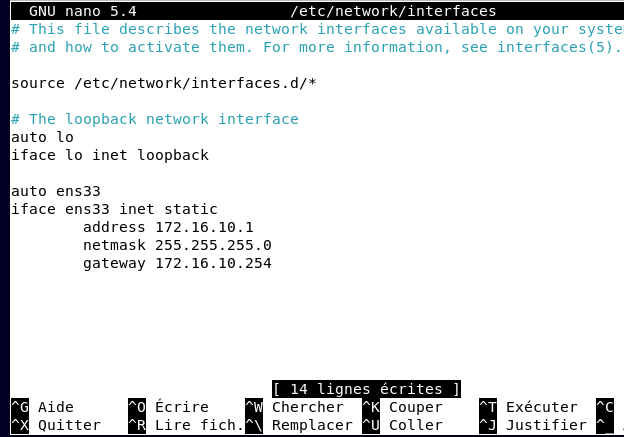 GNU nano 5.4 /etc/network/interfaces
# This file describes the network interfaces available on your
# and how to activate them. For more information, see interfaces(5).
source /etc/network/interfaces.d/*
# The loopback network interface
auto lo
iface lo inet loopback
auto ens33
iface ens33 inet static
address 172.16.10.1
netmask 255.255.255.0
gateway 172.16.10.254
[ 14 lignes écrites ]
^G Aide ^O Écrire ^W Chercher ^K Couper ^T Exécuter ^C
^X Quitter ^R Lire fich. ^\ Remplacer ^U Coller ^J Justifier ^_